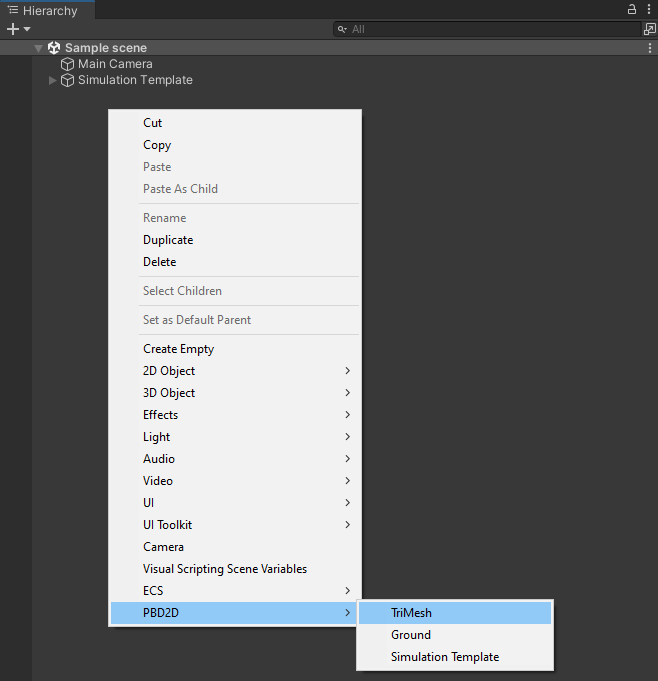 Hierarchy
All
Sample scene
Main Camera
Simulation Template
Cut
Copy
Paste
Paste As Child
Rename
Duplicate
Delete
Select Children
Set as Default Parent
Create Empty
2D Object
3D Object
Effects
Light
Audio
Video
UI
UI Toolkit
Camera
Visual Scripting Scene Variables
ECS
PBD2D
TriMesh
Ground
Simulation Template